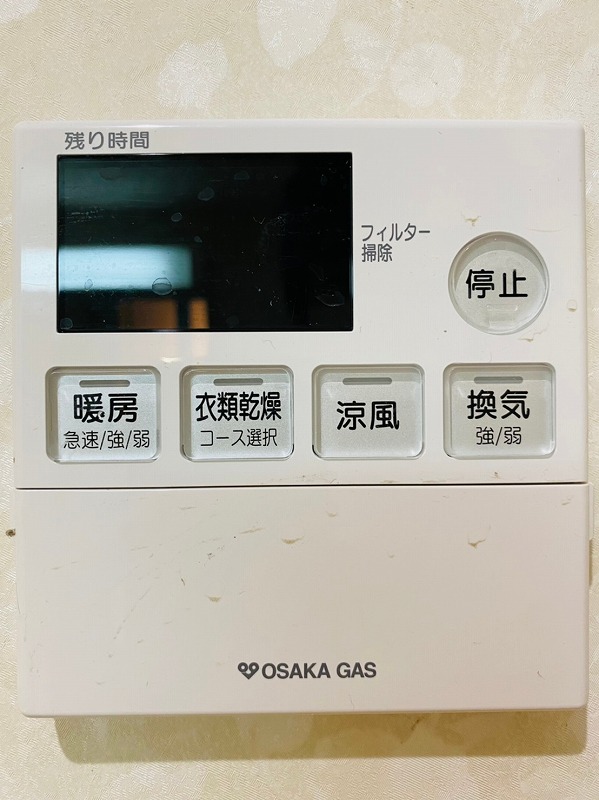 残り時間
フィルター
掃除
停止
暖房
急速/強/弱
衣類乾燥
コース選択
涼風
換気
強/弱
OSAKA GAS